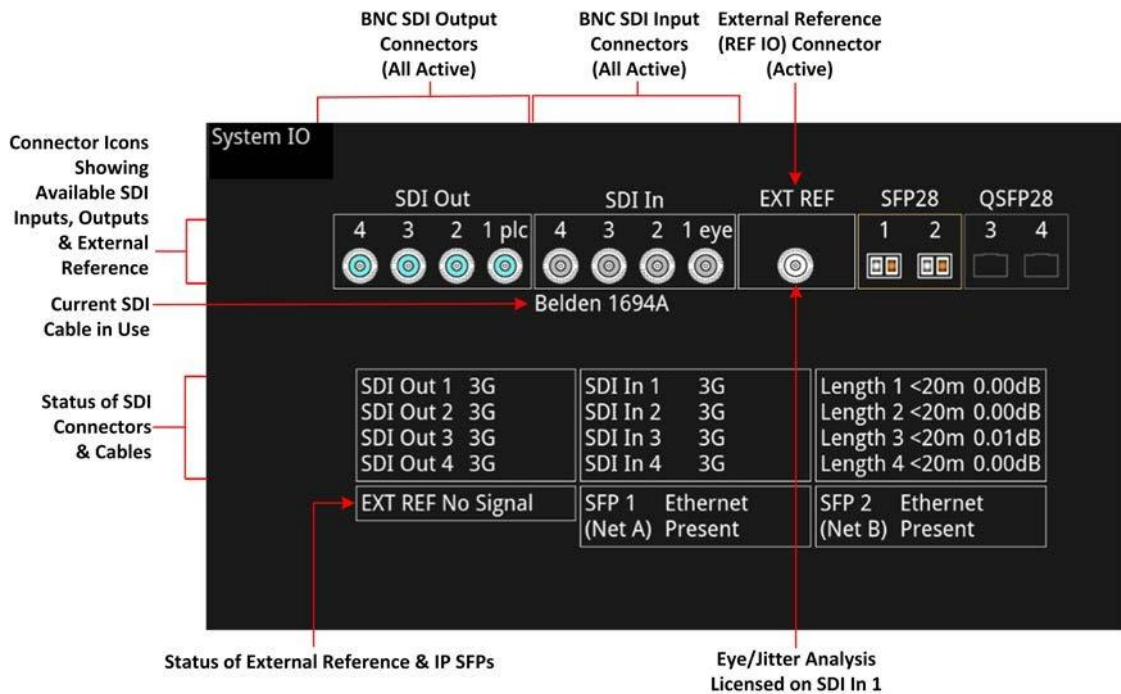 BNC SDI Output
Connectors
(All Active)
BNC SDI Input
Connectors
(All Active)
External Reference
(REF IO) Connector
(Active)
Connector Icons
Showing
Available SDI
Inputs, Outputs
& External
Reference
Current SDI
Cable in Use
Status of SDI
Connectors
& Cables
System IO
SDI Out
4 3 2 1 plc
SDI In
4 3 2 1 eye
EXT REF
SFP28
1 2
QSFP28
3 4
Belden 1694A
SDI Out 1 3G
SDI Out 2 3G
SDI Out 3 3G
SDI Out 4 3G
SDI In 1 3G
SDI In 2 3G
SDI In 3 3G
SDI In 4 3G
Length 1 <20m 0.00dB
Length 2 <20m 0.00dB
Length 3 <20m 0.01dB
Length 4 <20m 0.00dB
EXT REF No Signal
SFP 1 Ethernet
(Net A) Present
SFP 2 Ethernet
(Net B) Present
Status of External Reference & IP SFPs
Eye/Jitter Analysis
Licensed on SDI In 1